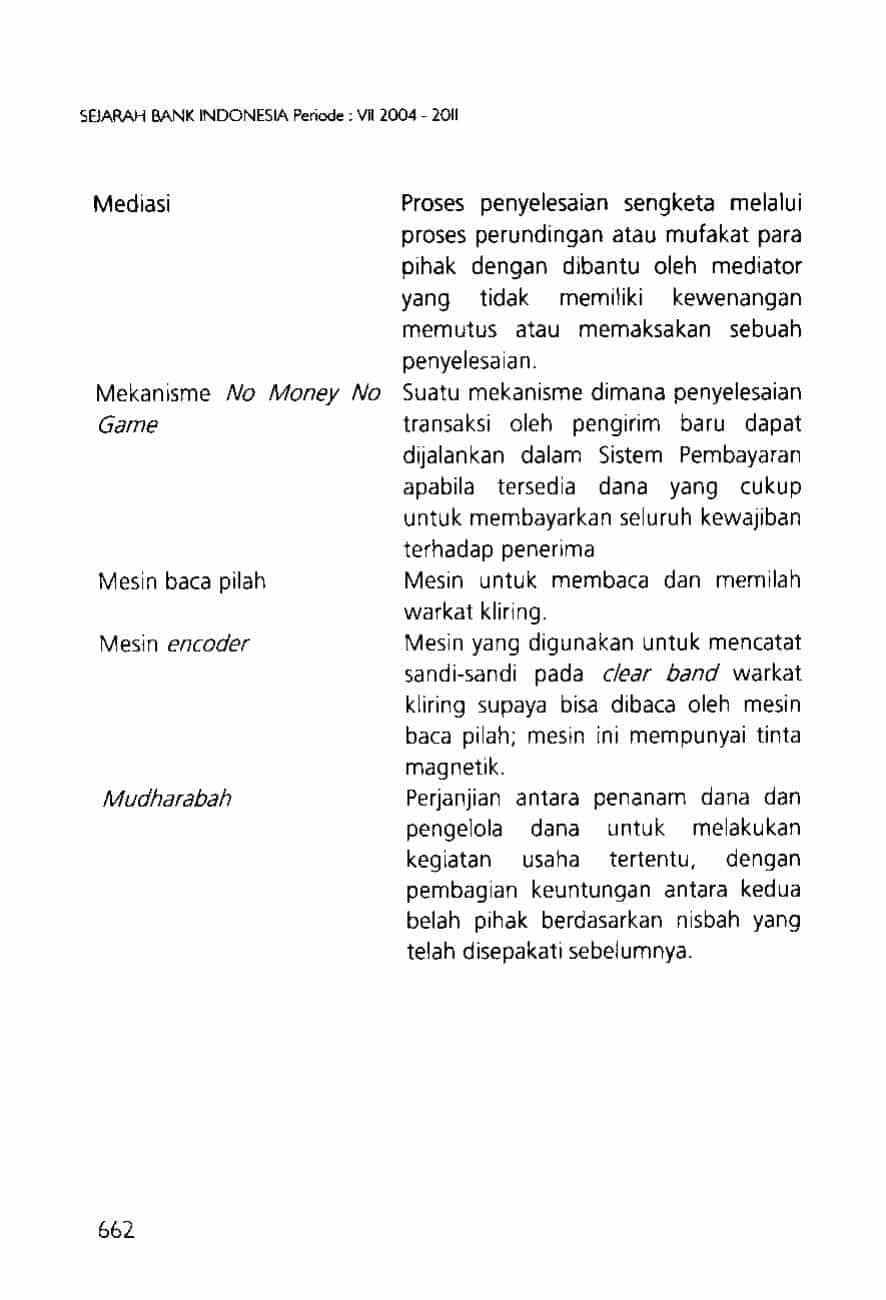 SEJARAH BANK INDONESIA Periode : VII 2004 - 2011
Mediasi
Proses penyelesaian sengketa melalui
proses perundingan atau mufakat para
pihak dengan dibantu oleh mediator
yang tidak memiliki kewenangan
memutus atau memaksakan sebuah
penyelesaian.
Mekanisme No Money No
Game
Suatu mekanisme dimana penyelesaian
transaksi oleh pengirim baru dapat
dijalankan dalam Sistem Pembayaran
apabila tersedia dana yang cukup
untuk membayarkan seluruh kewajiban
terhadap penerima
Mesin baca pilah
Mesin untuk membaca dan memilah
warkat kliring.
Mesin encoder
Mesin yang digunakan untuk mencatat
sandi-sandi pada clear band warkat
kliring supaya bisa dibaca oleh mesin
baca pilah; mesin ini mempunyai tinta
magnetik.
Mudharabah
Perjanjian antara penanam dana dan
pengelola dana untuk melakukan
kegiatan usaha tertentu, dengan
pembagian keuntungan antara kedua
belah pihak berdasarkan nisbah yang
telah disepakati sebelumnya.
662